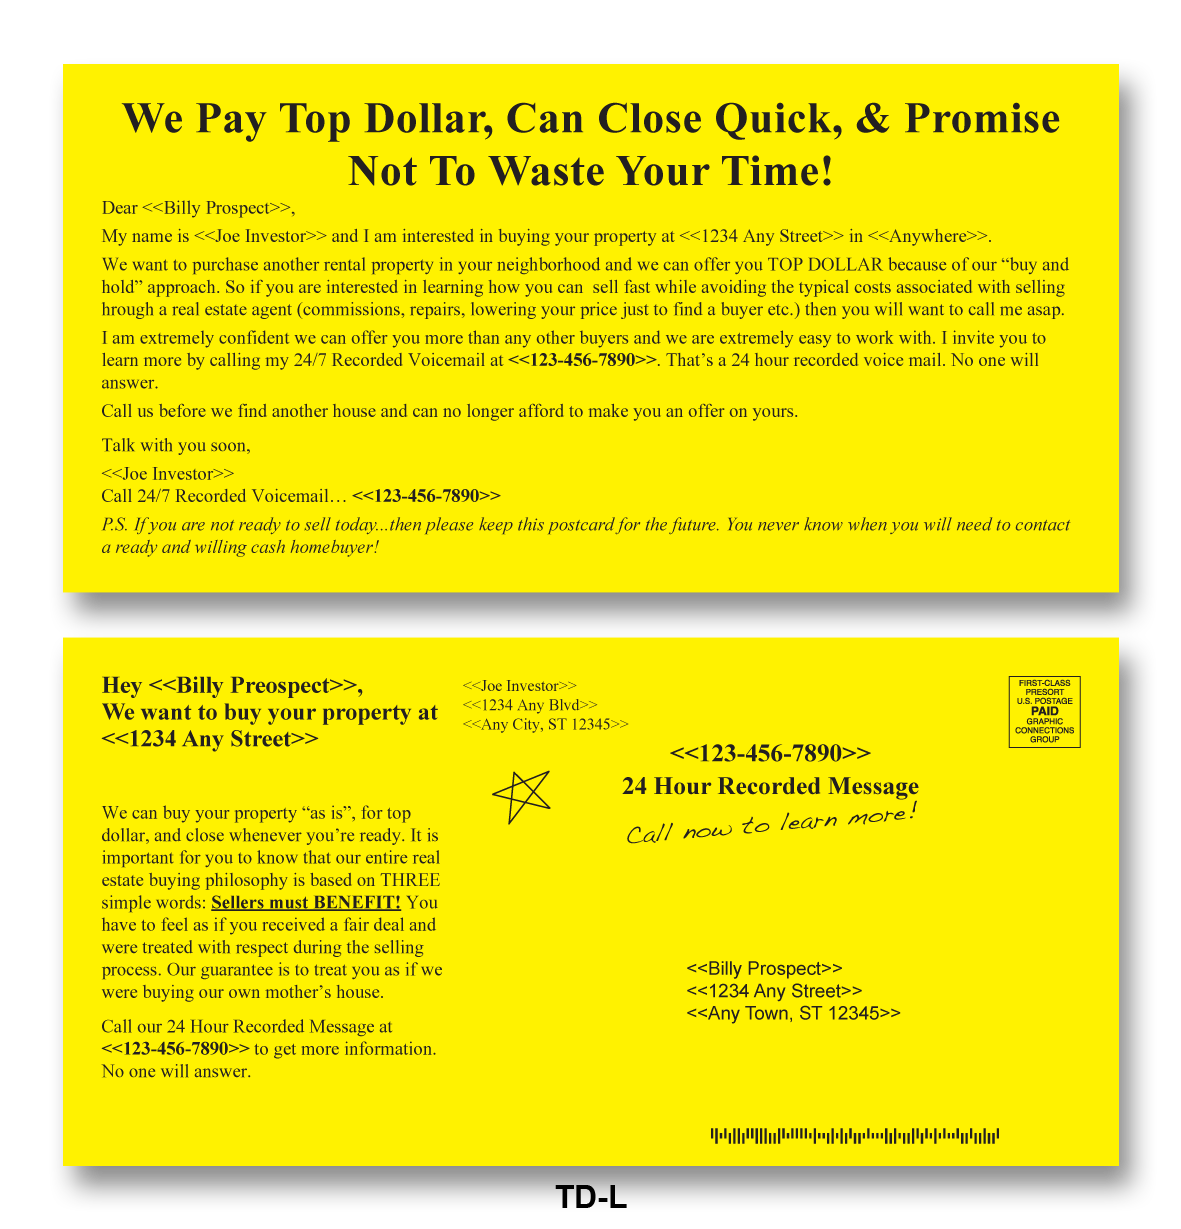 We Pay Top Dollar, Can Close Quick, & Promise
Not To Waste Your Time!
Dear <<Billy Prospect>>,
My name is <<Joe Investor>> and I am interested in buying your property at <<1234 Any Street>> in <<Anywhere>>.
We want to purchase another rental property in your neighborhood and we can offer you TOP DOLLAR because of our “buy and
hold” approach. So if you are interested in learning how you can  sell fast while avoiding the typical costs associated with selling
hrough a real estate agent (commissions, repairs, lowering your price just to find a buyer etc.) then you will want to call me asap.
I am extremely confident we can offer you more than any other buyers and we are extremely easy to work with. I invite you to
learn more by calling my 24/7 Recorded Voicemail at <<123-456-7890>>. That’s a 24 hour recorded voice mail. No one will
answer.
Call us before we find another house and can no longer afford to make you an offer on yours.
Talk with you soon,
<<Joe Investor>>
Call 24/7 Recorded Voicemail… <<123-456-7890>>
P.S. If you are not ready to sell today...then please keep this postcard for the future. You never know when you will need to contact
a ready and willing cash homebuyer!
Hey <<Billy Preospect>>,
We want to buy your property at
<<1234 Any Street>>
We can buy your property “as is”, for top
dollar, and close whenever you’re ready. It is
important for you to know that our entire real
estate buying philosophy is based on THREE
simple words: Sellers must BENEFIT! You
have to feel as if you received a fair deal and
were treated with respect during the selling
process. Our guarantee is to treat you as if we
were buying our own mother’s house.
Call our 24 Hour Recorded Message at
<<123-456-7890>> to get more information.
No one will answer.
<<Joe Investor>>
<<1234 Any Blvd>>
<<Any City, ST 12345>>
FIRST-CLASS
PRESORT
U.S. POSTAGE
PAID
GRAPHIC
CONNECTIONS
GROUP
<<123-456-7890>>
24 Hour Recorded Message
Call now to learn more!
<<Billy Prospect>>
<<1234 Any Street>>
<<Any Town, ST 12345>>
TD-L